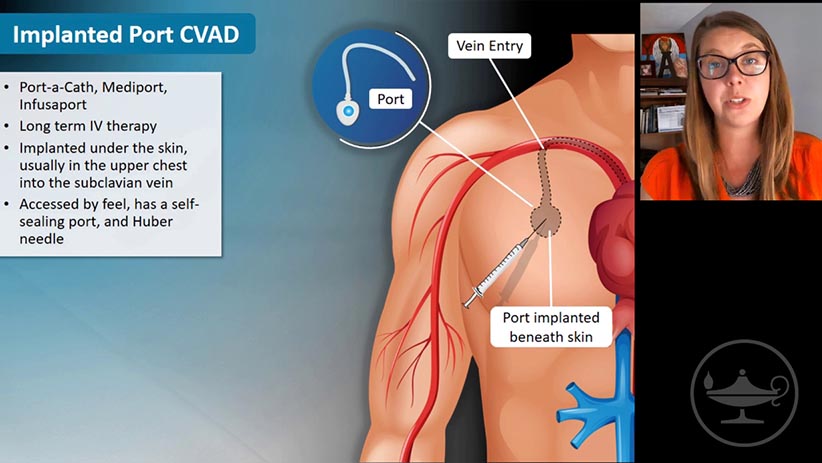 Implanted Port CVAD
• Port-a-Cath, Mediport,
Infusaport
• Long term IV therapy
• Implanted under the skin,
usually in the upper chest
into the subclavian vein
• Accessed by feel, has a self-
sealing port, and Huber
needle
Vein Entry
Port
Port implanted
beneath skin